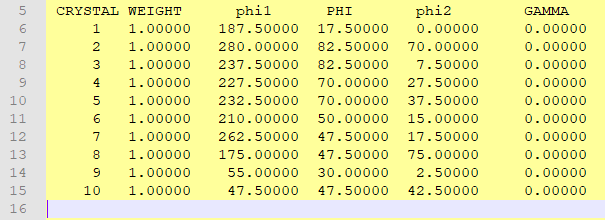 5 CRYSTAL WEIGHT phi1 PHI phi2 GAMMA
6 1 1.00000 187.50000 17.50000 0.00000 0.00000
7 2 1.00000 280.00000 82.50000 70.00000 0.00000
8 3 1.00000 237.50000 82.50000 7.50000 0.00000
9 4 1.00000 227.50000 70.00000 27.50000 0.00000
10 5 1.00000 232.50000 70.00000 37.50000 0.00000
11 6 1.00000 210.00000 50.00000 15.00000 0.00000
12 7 1.00000 262.50000 47.50000 17.50000 0.00000
13 8 1.00000 175.00000 47.50000 75.00000 0.00000
14 9 1.00000 55.00000 30.00000 2.50000 0.00000
15 10 1.00000 47.50000 47.50000 42.50000 0.00000
16